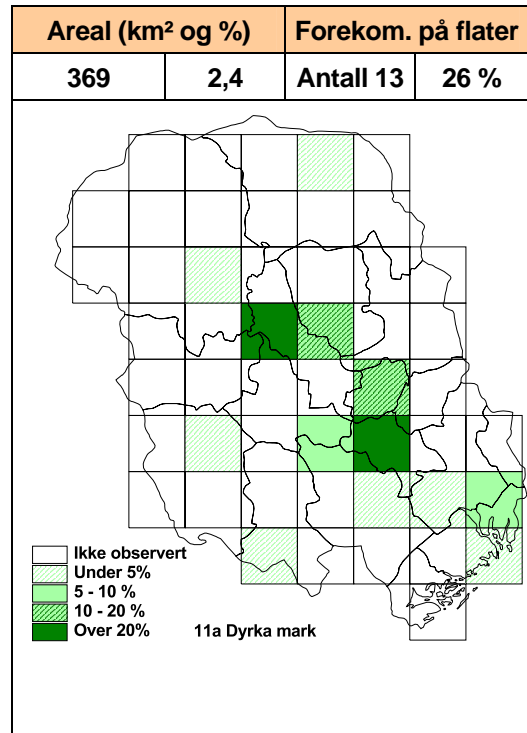 Areal (km² og %) Forekom. på flater
369 2,4 Antall 13 26 %
Ikke observert
Under 5%
5 - 10 %
10 - 20 %
Over 20% 11a Dyrka mark